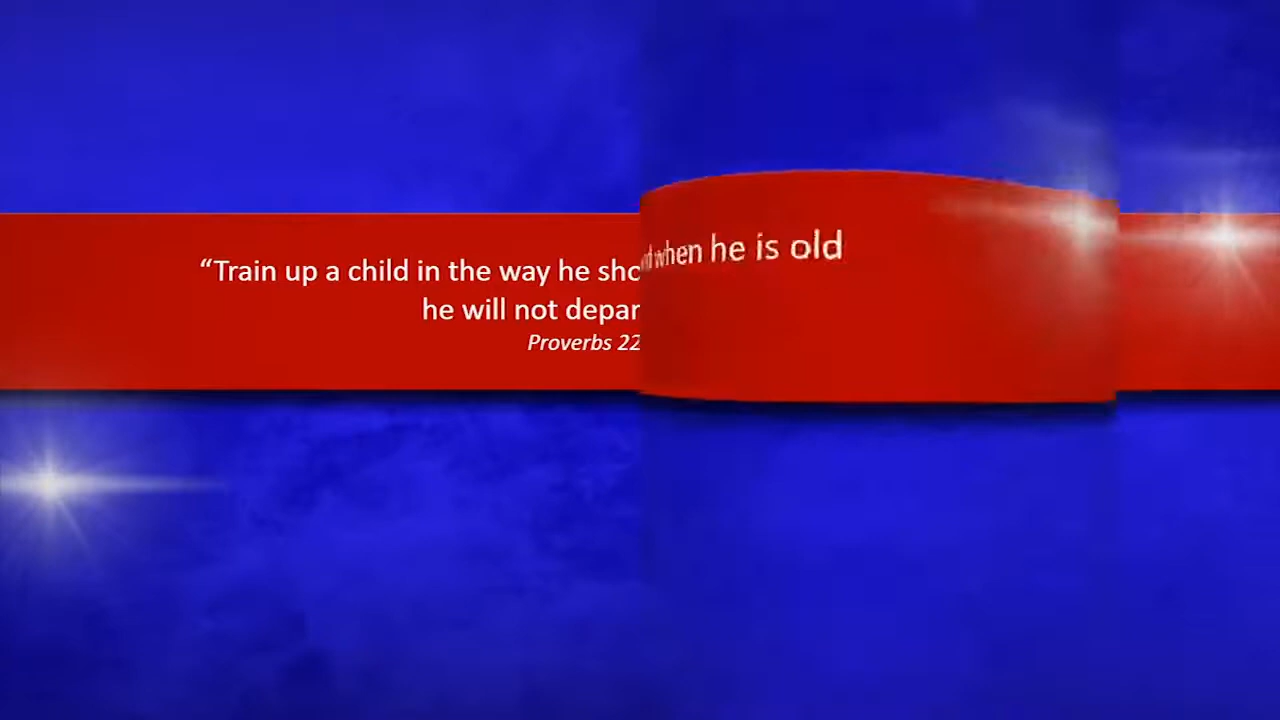 “Train up a child in the way he sho when he is old
he will not depar
Proverbs 22